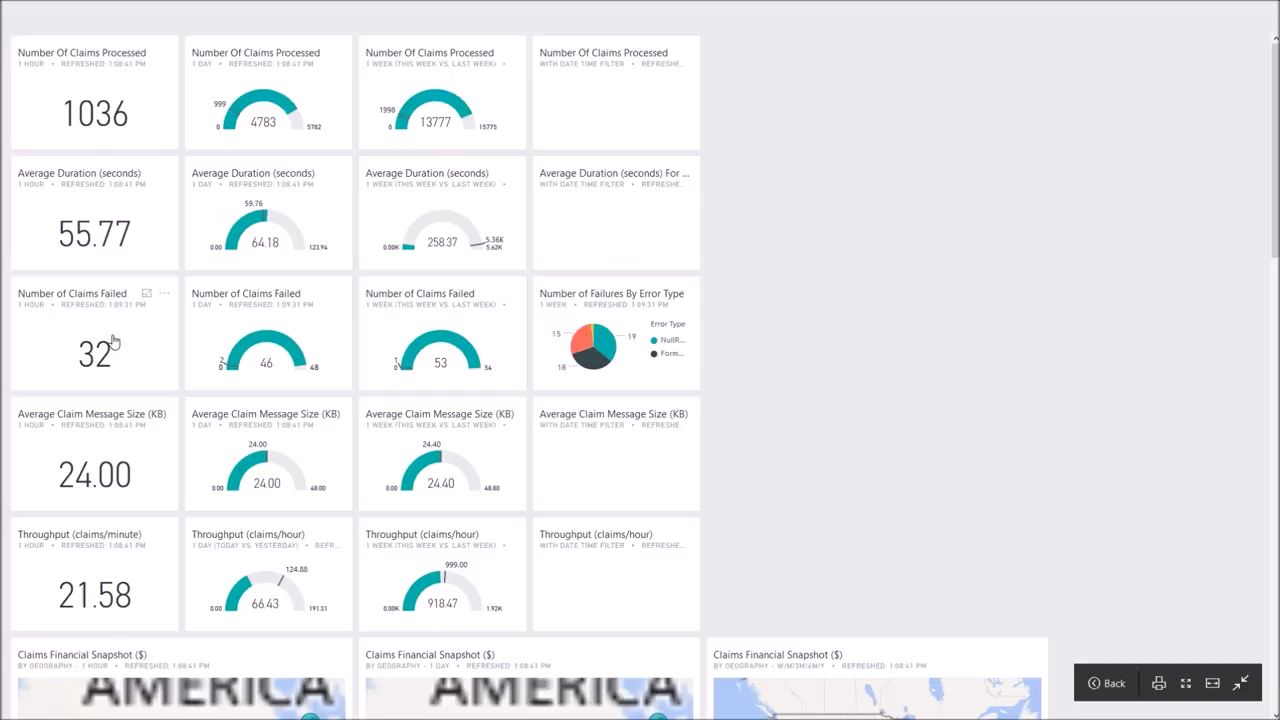 Number Of Claims Processed
1 HOUR • REFRESHED: 1:08:41 PM
1036
Number Of Claims Processed
1 DAY • REFRESHED: 1:08:41 PM
999
0
4783
5782
Number Of Claims Processed
1 WEEK (THIS WEEK VS. LAST WEEK) •
1998
0
13777
15775
Number Of Claims Processed
WITH DATE TIME FILTER • REFRESHE...
Average Duration (seconds)
1 HOUR • REFRESHED: 1:08:41 PM
55.77
Average Duration (seconds)
1 DAY • REFRESHED: 1:08:41 PM
59.76
0.00
64.18
123.94
Average Duration (seconds)
1 WEEK (THIS WEEK VS. LAST WEEK) •
0.00K
258.37
5.36K
5.62K
Average Duration (seconds) For ...
WITH DATE TIME FILTER • REFRESHE...
Number of Claims Failed
1 HOUR • REFRESHED: 1:09:31 PM
32
Number of Claims Failed
1 DAY • REFRESHED: 1:09:31 PM
2
0
46
48
Number of Claims Failed
1 WEEK (THIS WEEK VS. LAST WEEK) •
1
0
53
54
Number of Failures By Error Type
1 WEEK • REFRESHED: 1:09:31 PM
15
19
18
Error Type
NullR...
Form...
Average Claim Message Size (KB)
1 HOUR • REFRESHED: 1:08:41 PM
24.00
Average Claim Message Size (KB)
1 DAY • REFRESHED: 1:08:41 PM
24.00
0.00
24.00
48.00
Average Claim Message Size (KB)
1 WEEK (THIS WEEK VS. LAST WEEK) •
24.40
0.00
24.40
48.80
Average Claim Message Size (KB)
WITH DATE TIME FILTER • REFRESHE...
Throughput (claims/minute)
1 HOUR • REFRESHED: 1:08:41 PM
21.58
Throughput (claims/hour)
1 DAY (TODAY VS. YESTERDAY) • REFR...
124.88
0.00
66.43
191.31
Throughput (claims/hour)
1 WEEK (THIS WEEK VS. LAST WEEK) •
999.00
0.00K
918.47
1.92K
Throughput (claims/hour)
WITH DATE TIME FILTER • REFRESHE...
Claims Financial Snapshot ($)
BY GEOGRAPHY - 1 HOUR • REFRESHED: 1:08:41 PM
AMERICA
Claims Financial Snapshot ($)
BY GEOGRAPHY - 1 DAY • REFRESHED: 1:08:41 PM
AMERICA
Claims Financial Snapshot ($)
BY GEOGRAPHY - W/M/3M/6M/Y • REFRESHED: 1:08:41 PM
Back